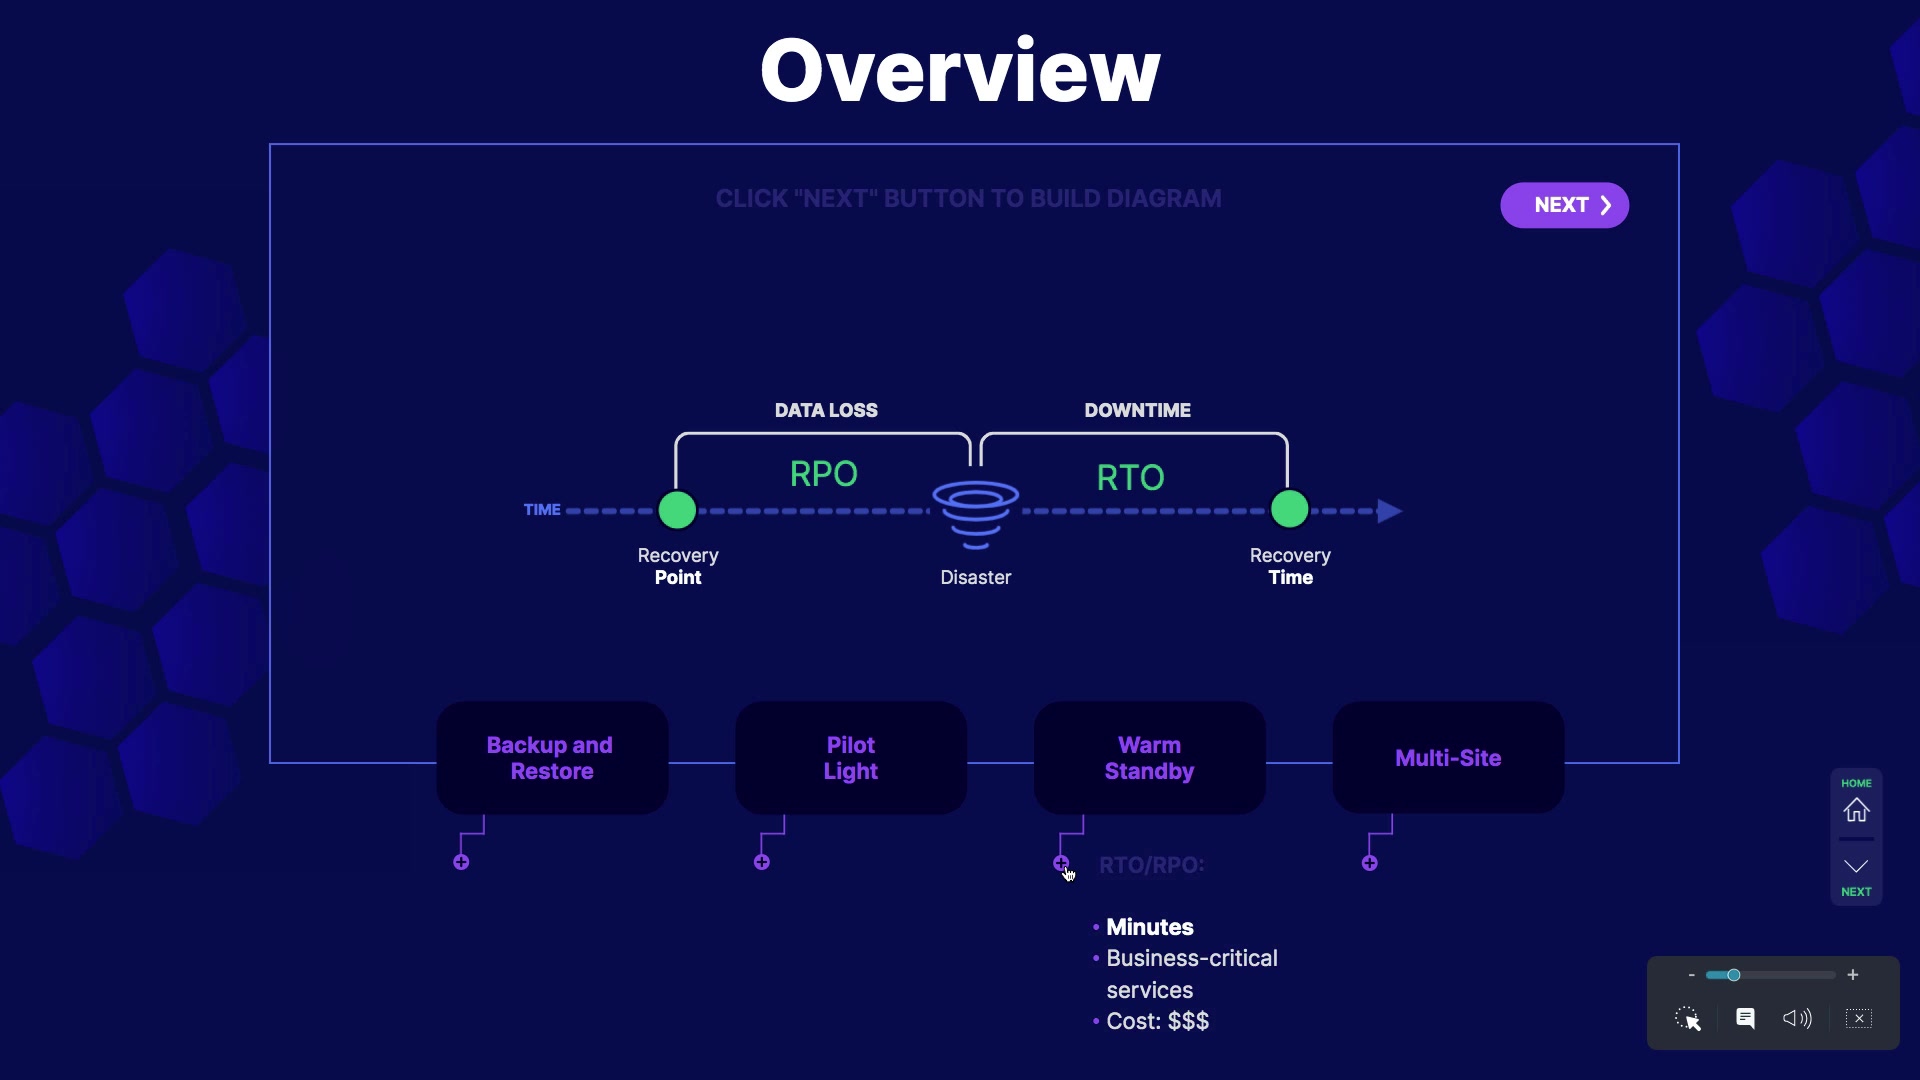 Overview
CLICK "NEXT" BUTTON TO BUILD DIAGRAM
NEXT
DATA LOSS
DOWNTIME
RPO
RTO
TIME
Recovery
Point
Disaster
Recovery
Time
Backup and
Restore
Pilot
Light
Warm
Standby
Multi-Site
HOME
NEXT
RTO/RPO:
• Minutes
• Business-critical
services
• Cost: $$$